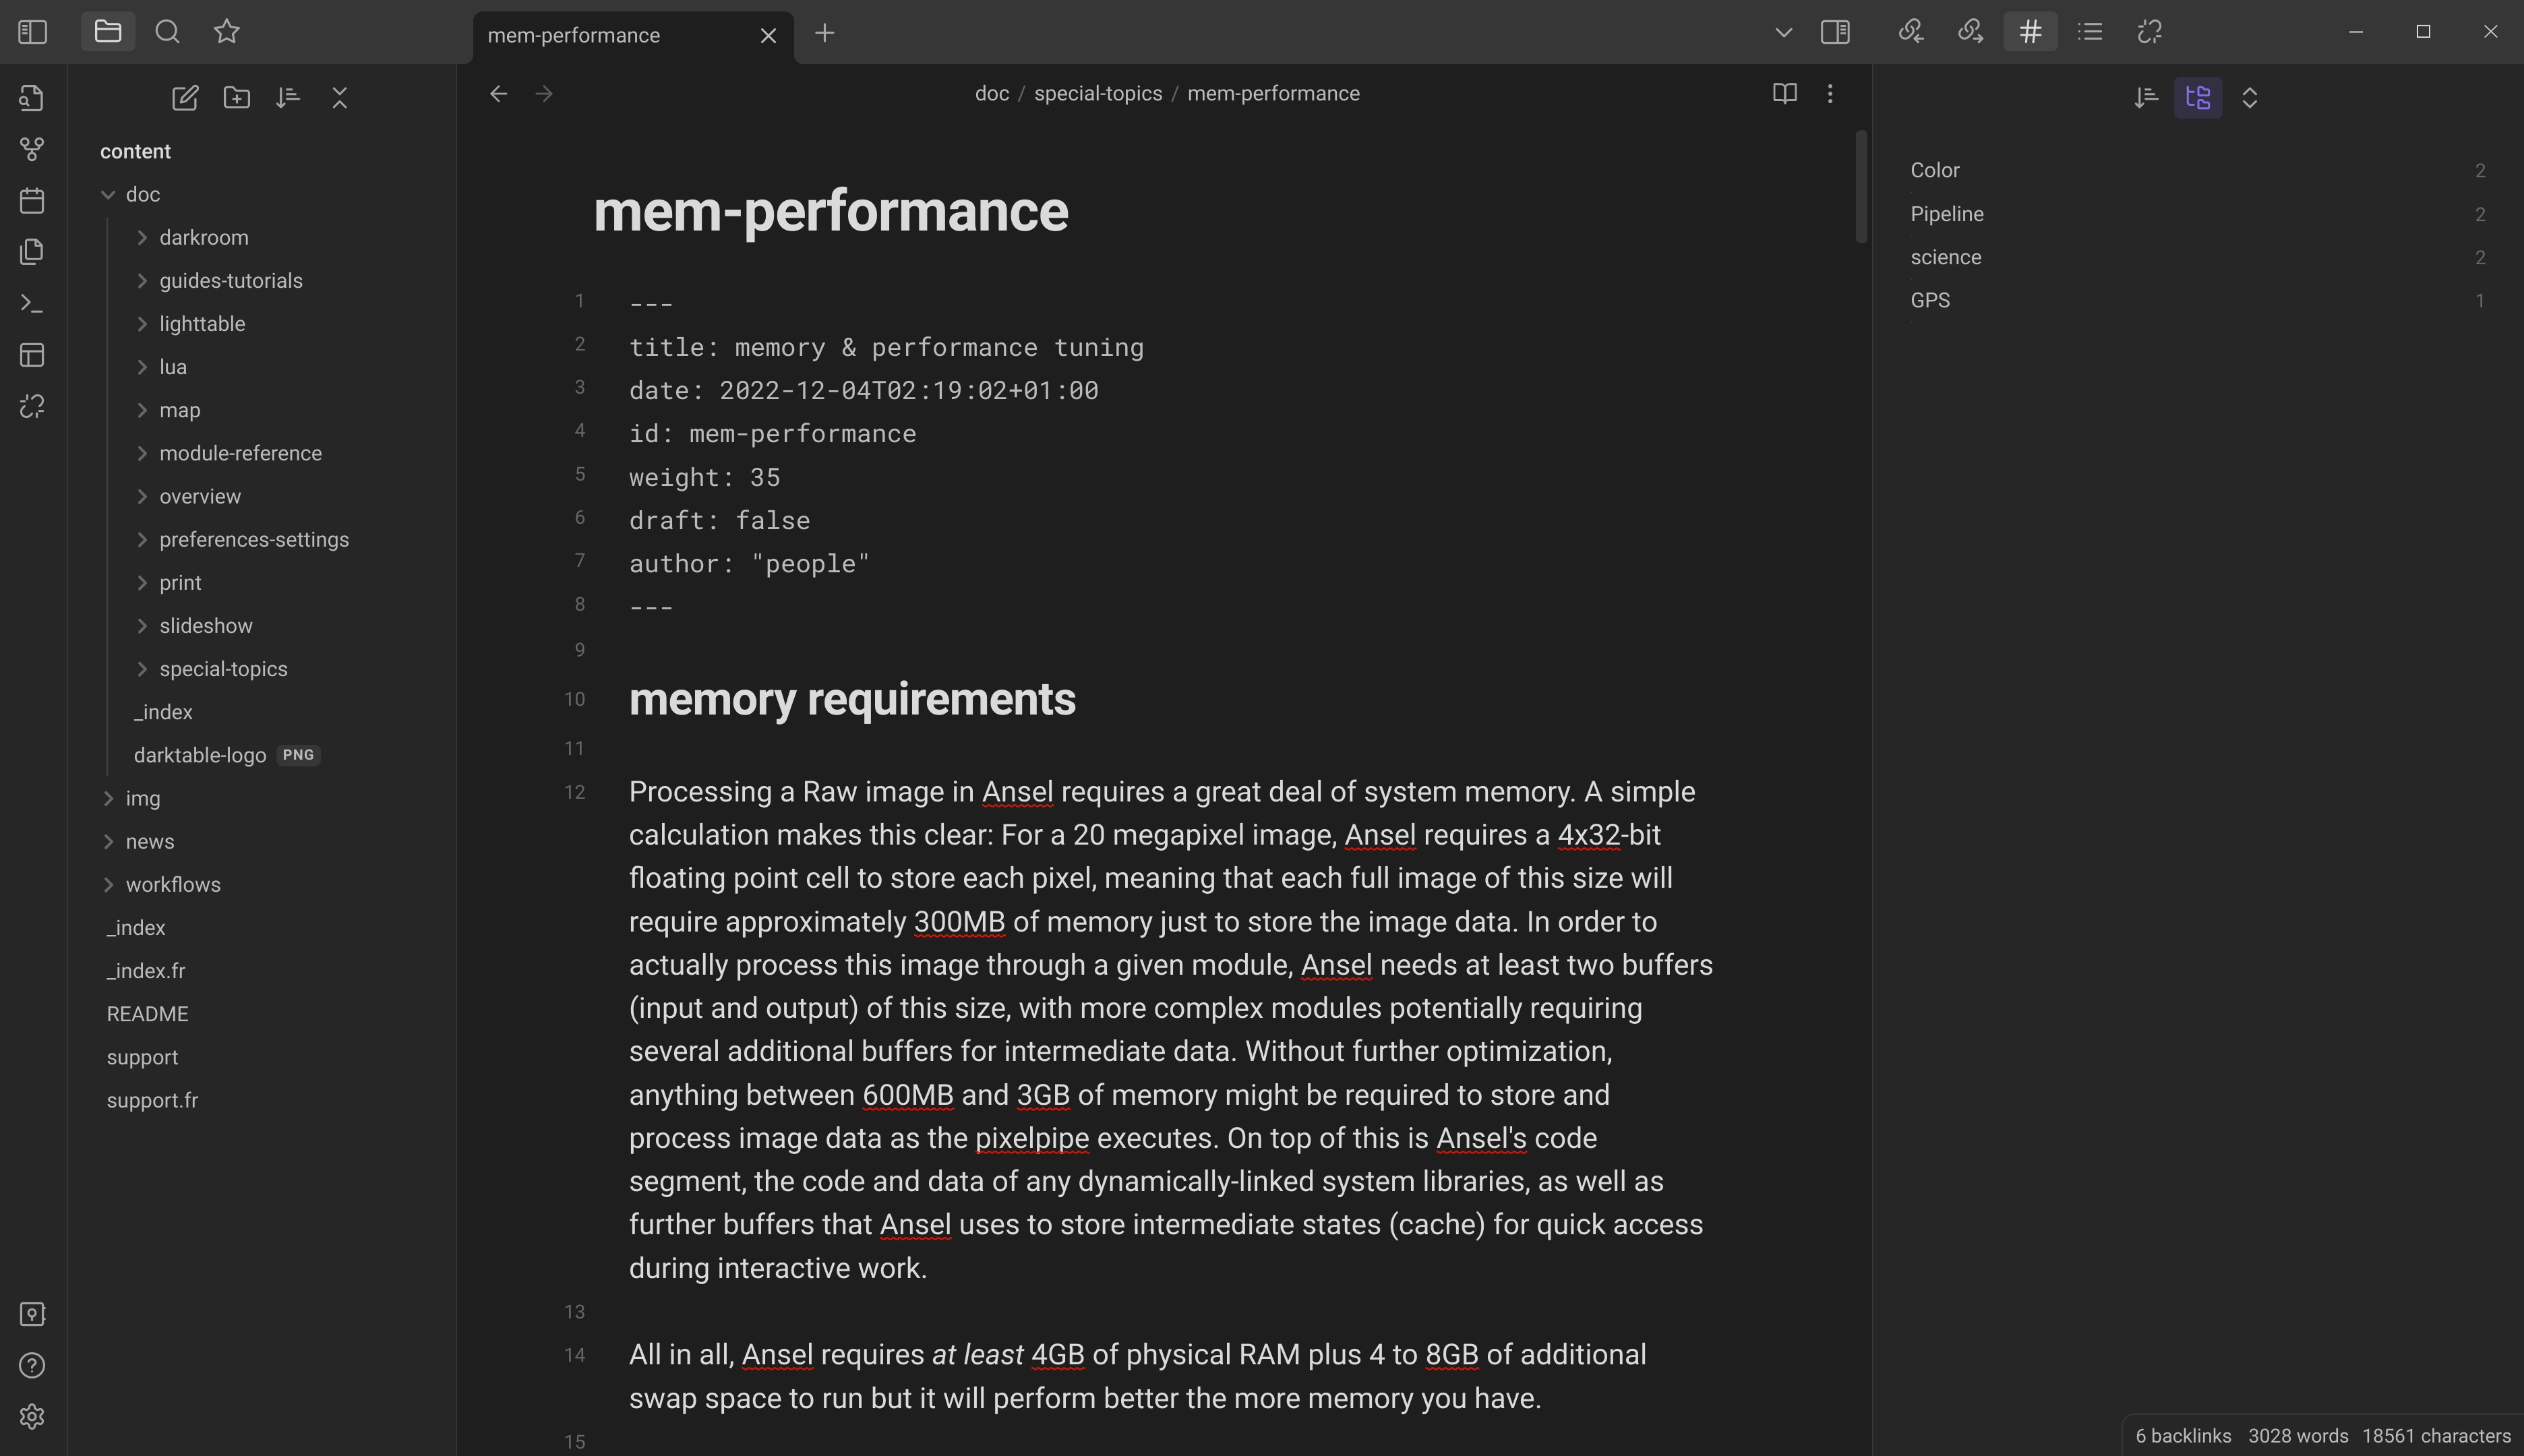 mem-performance
doc / special-topics / mem-performance
content
doc
darkroom
guides-tutorials
lighttable
lua
map
module-reference
overview
preferences-settings
print
slideshow
special-topics
_index
darktable-logo PNG
img
news
workflows
_index
_index.fr
README
support
support.fr
mem-performance
1 ---
2 title: memory & performance tuning
3 date: 2022-12-04T02:19:02+01:00
4 id: mem-performance
5 weight: 35
6 draft: false
7 author: "people"
8 ---
9
10 memory requirements
11
12 Processing a Raw image in Ansel requires a great deal of system memory. A simple
calculation makes this clear: For a 20 megapixel image, Ansel requires a 4x32-bit
floating point cell to store each pixel, meaning that each full image of this size will
require approximately 300MB of memory just to store the image data. In order to
actually process this image through a given module, Ansel needs at least two buffers
(input and output) of this size, with more complex modules potentially requiring
several additional buffers for intermediate data. Without further optimization,
anything between 600MB and 3GB of memory might be required to store and
process image data as the pixelpipe executes. On top of this is Ansel's code
segment, the code and data of any dynamically-linked system libraries, as well as
further buffers that Ansel uses to store intermediate states (cache) for quick access
during interactive work.
13
14 All in all, Ansel requires at least 4GB of physical RAM plus 4 to 8GB of additional
swap space to run but it will perform better the more memory you have.
15
Color 2
Pipeline 2
science 2
GPS 1
6 backlinks 3028 words 18561 characters